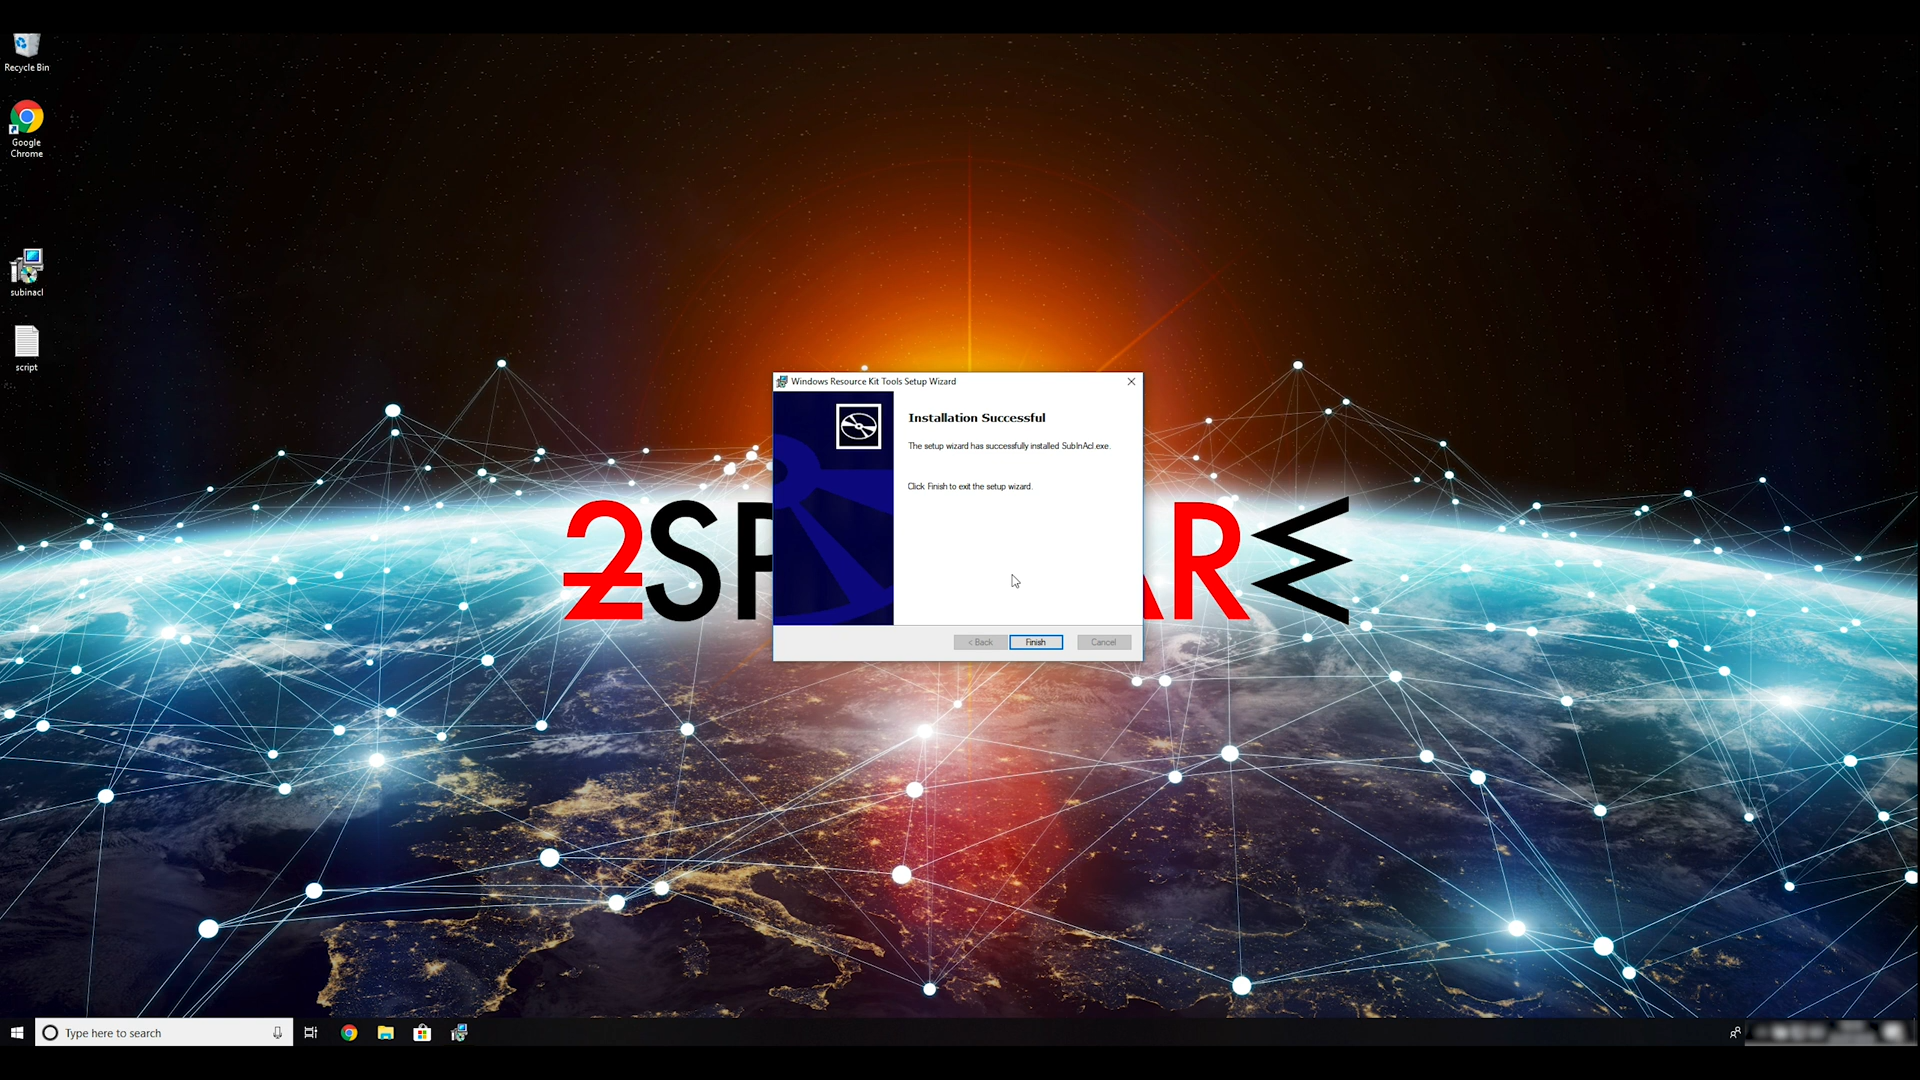 Recycle Bin
Google
Chrome
subinacl
script
Windows Resource Kit Tools Setup Wizard
Installation Successful
The setup wizard has successfully installed SubInAcl.exe.
Click Finish to exit the setup wizard.
< Back
Finish
Cancel
Type here to search